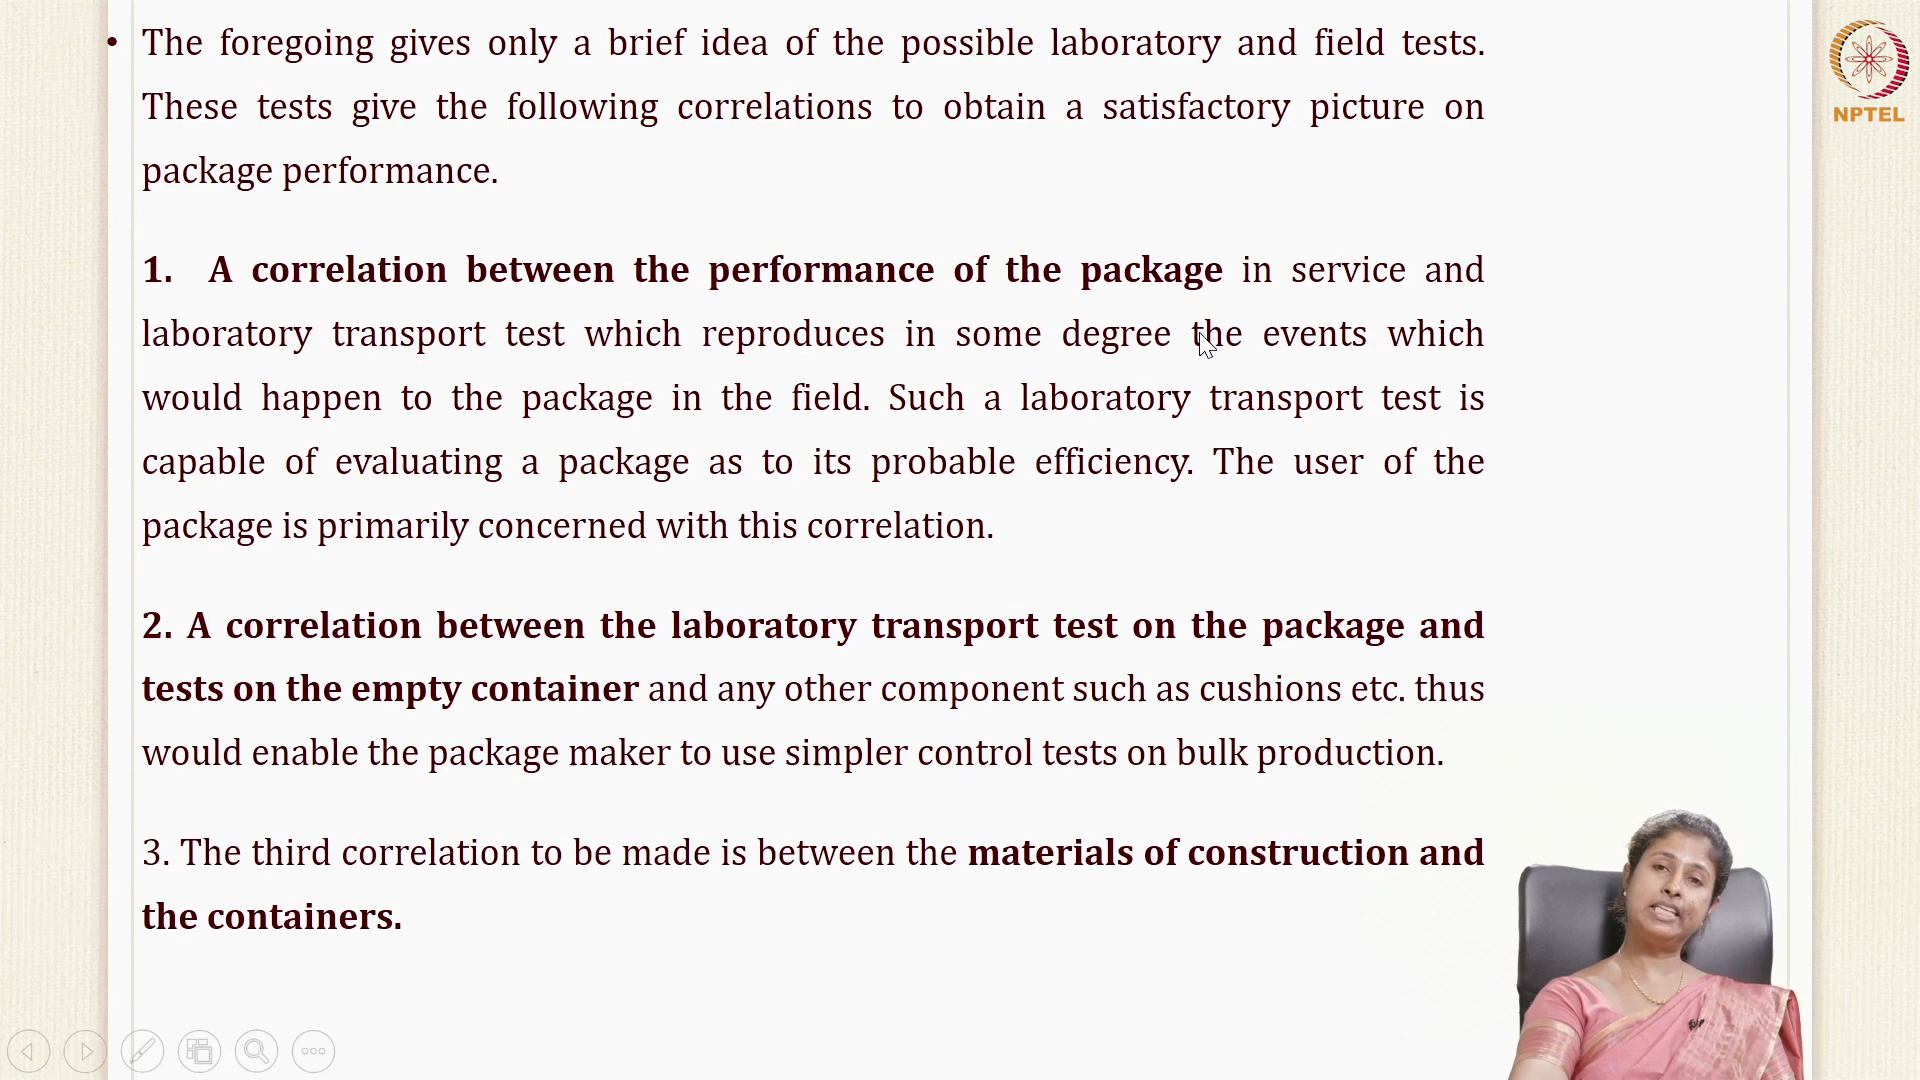 • The foregoing gives only a brief idea of the possible laboratory and field tests.
These tests give the following correlations to obtain a satisfactory picture on
package performance.
1. A correlation between the performance of the package in service and
laboratory transport test which reproduces in some degree the events which
would happen to the package in the field. Such a laboratory transport test is
capable of evaluating a package as to its probable efficiency. The user of the
package is primarily concerned with this correlation.
2. A correlation between the laboratory transport test on the package and
tests on the empty container and any other component such as cushions etc. thus
would enable the package maker to use simpler control tests on bulk production.
3. The third correlation to be made is between the materials of construction and
the containers.
NPTEL